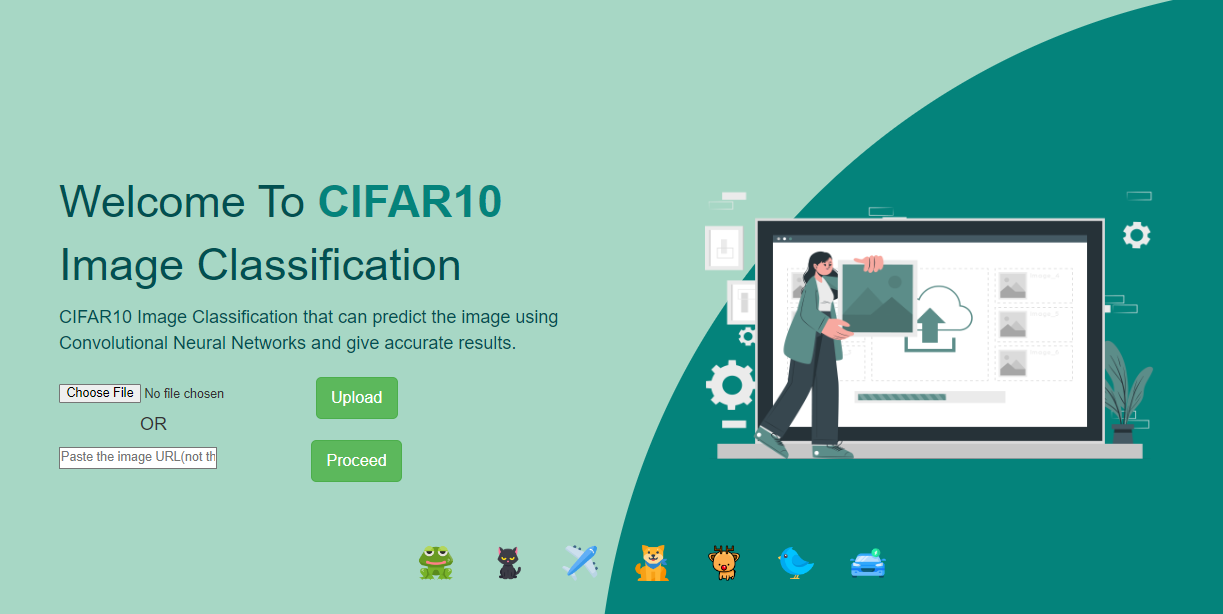 Welcome To CIFAR10
Image Classification
CIFAR10 Image Classification that can predict the image using
Convolutional Neural Networks and give accurate results.
Choose File No file chosen
Upload
OR
Paste the image URL(not th
Proceed